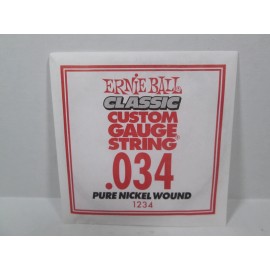 ERNIE BALL
CLASSIC
CUSTOM
GAUGE
STRING®
.034
PURE NICKEL WOUND
1234